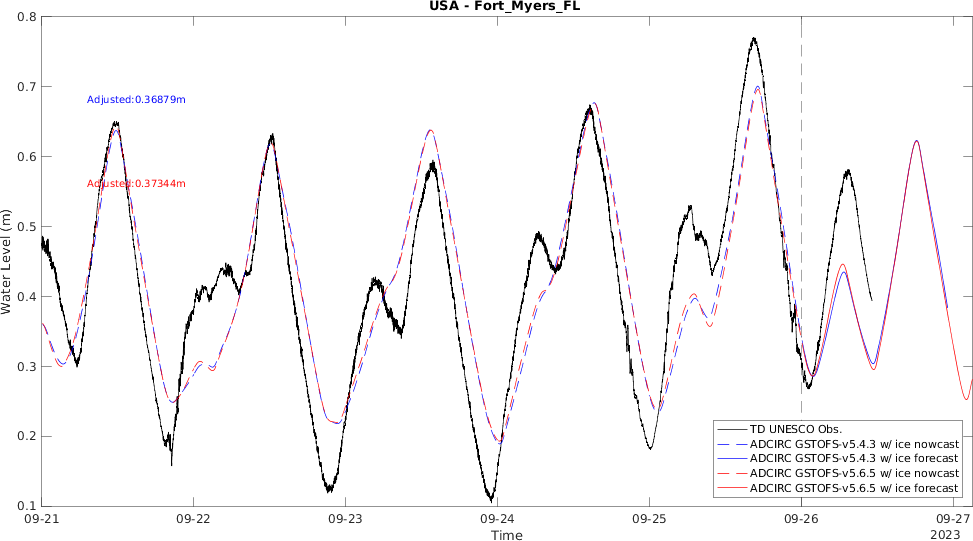 USA - Fort_Myers_FL
0.8
0.7
0.6
0.5
0.4
0.3
0.2
0.1
Water Level (m)
Adjusted:0.36879m
Adjusted:0.37344m
TD UNESCO Obs.
ADCIRC GSTOFS-v5.4.3 w/ ice nowcast
ADCIRC GSTOFS-v5.4.3 w/ ice forecast
ADCIRC GSTOFS-v5.6.5 w/ ice nowcast
ADCIRC GSTOFS-v5.6.5 w/ ice forecast
09-21 09-22 09-23 09-24 09-25 09-26 09-27
Time
2023